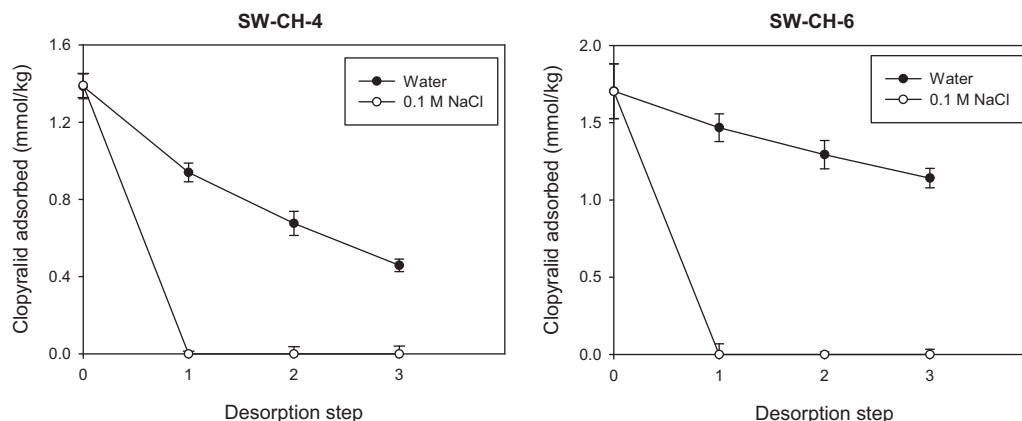 SW-CH-4
1.6
1.2
0.8
0.4
0.0
Clopyralid adsorbed (mmol/kg)
Water
0.1 M NaCl
0 1 2 3
Desorption step
SW-CH-6
2.0
1.5
1.0
0.5
0.0
Clopyralid adsorbed (mmol/kg)
Water
0.1 M NaCl
0 1 2 3
Desorption step